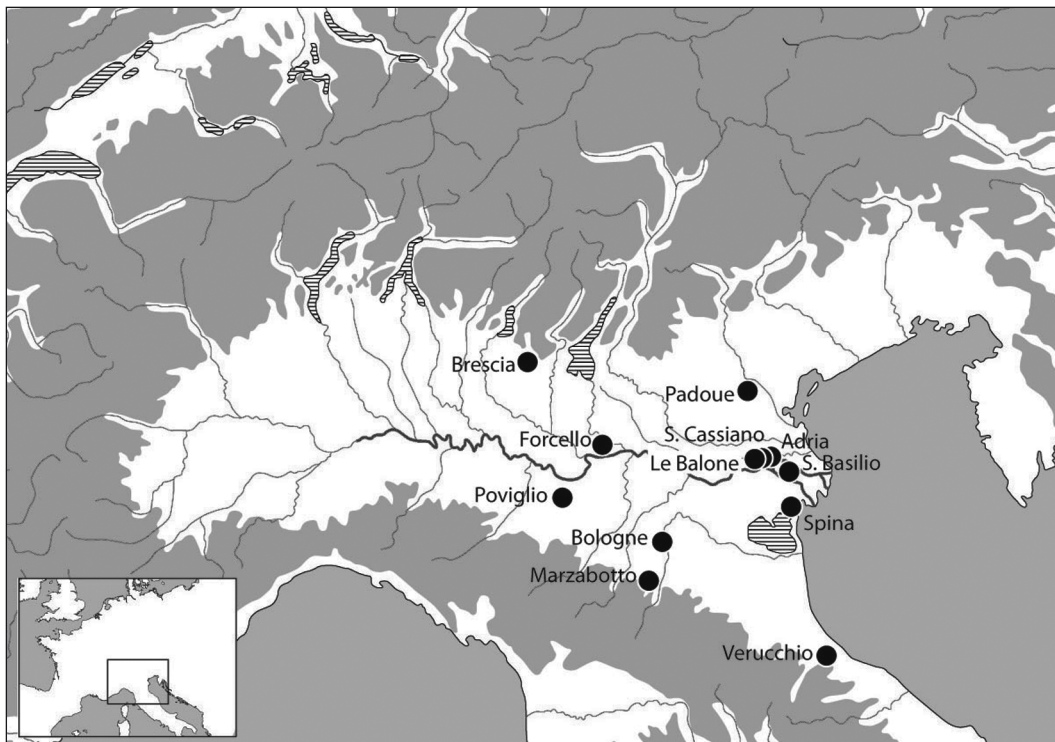 Brescia
Padoue
S. Cassiano
Adria
Forcello
Le Balone
S. Basilio
Poviglio
Spina
Bologne
Marzabotto
Verucchio